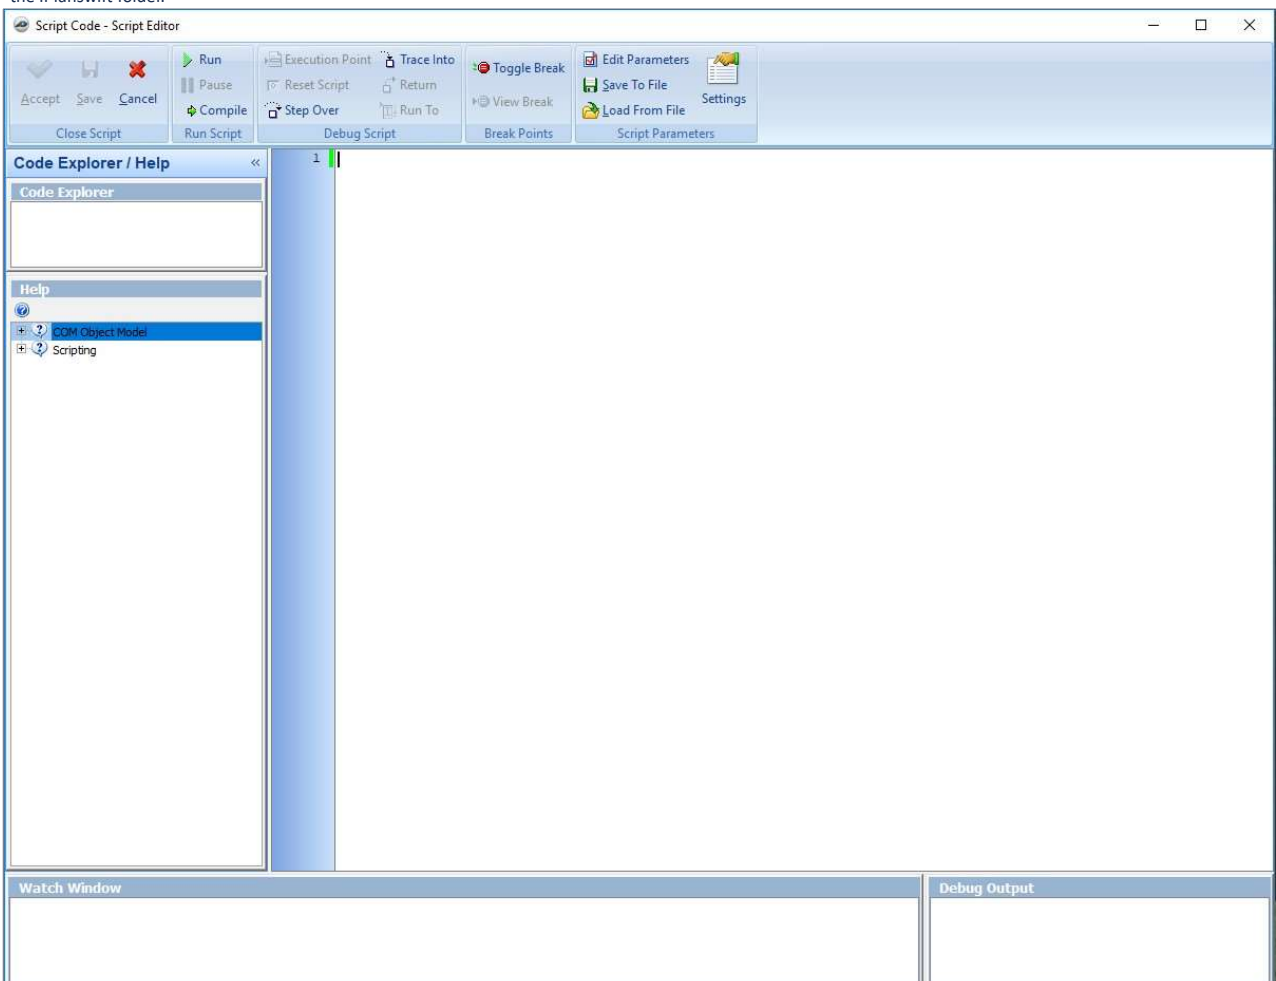 Script Code - Script Editor
Accept Save Cancel
Close Script
Run
Pause
Compile
Run Script
Execution Point Trace Into
Reset Script Return
Step Over Run To
Debug Script
Toggle Break
View Break
Break Points
Edit Parameters
Save To File
Load From File
Settings
Script Parameters
Code Explorer / Help «
Code Explorer
Help
COM Object Model
Scripting
1
Watch Window
Debug Output